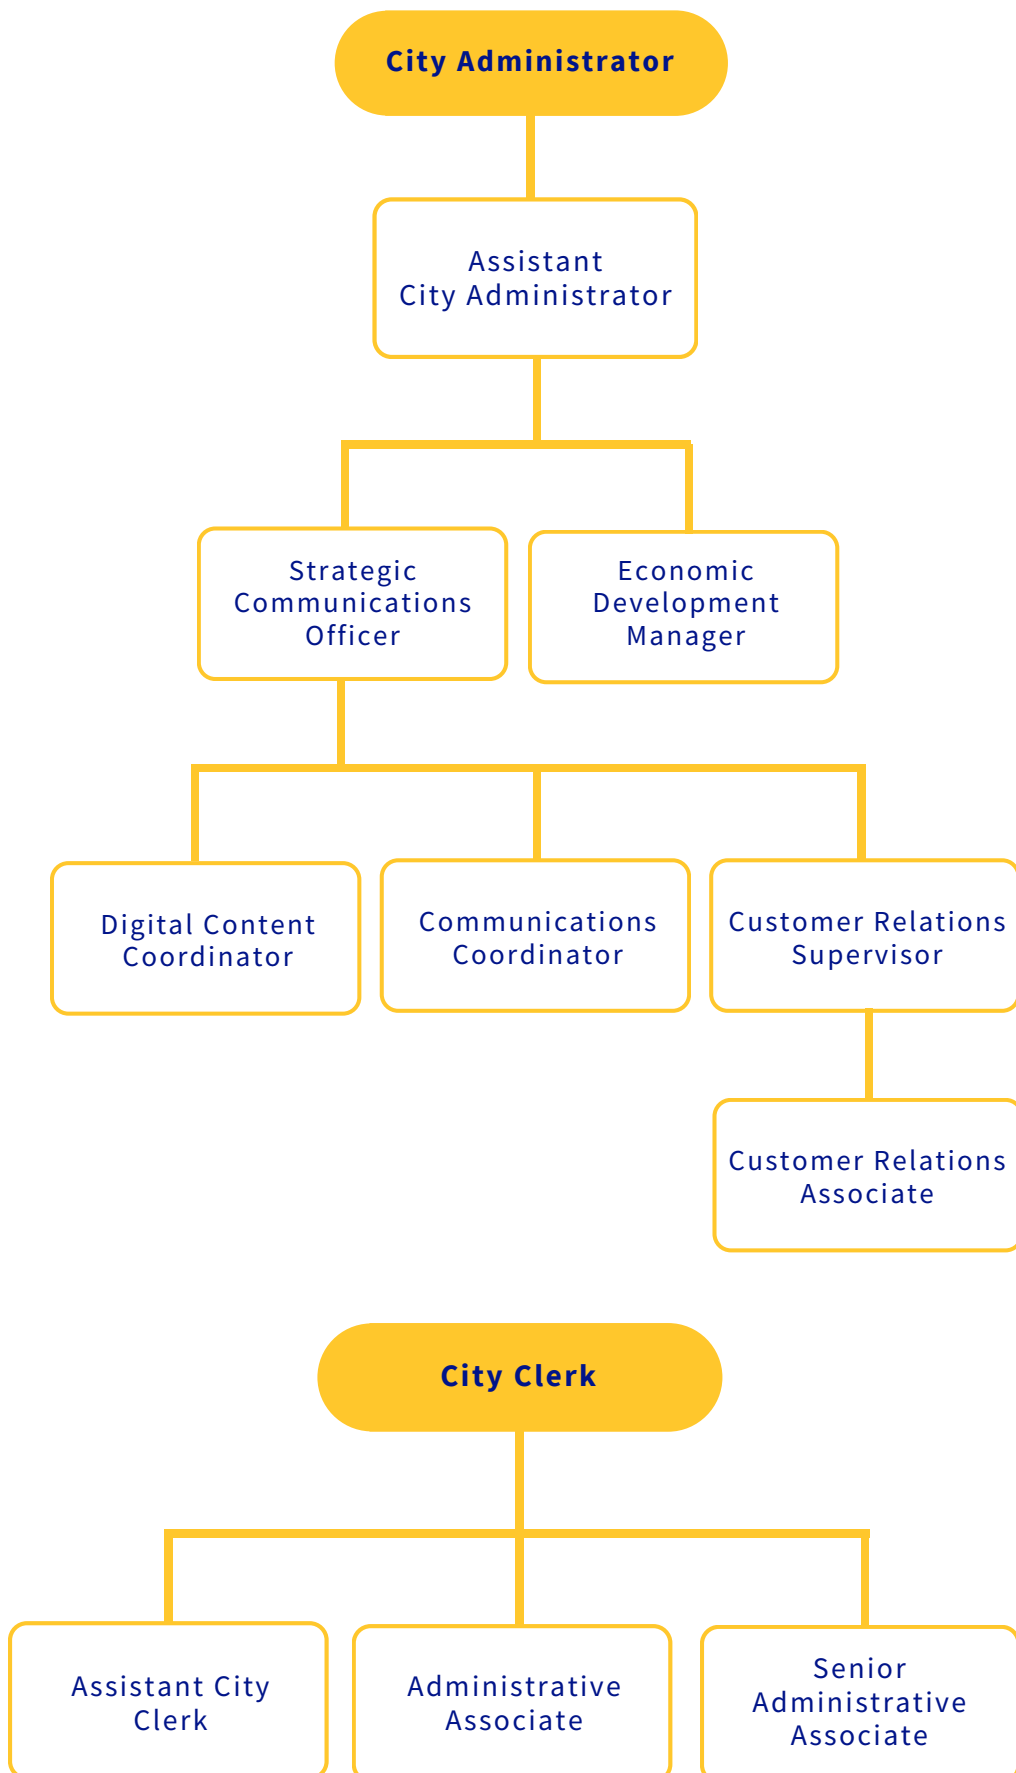 City Administrator
Assistant
City Administrator
Strategic
Communications
Officer
Economic
Development
Manager
Digital Content
Coordinator
Communications
Coordinator
Customer Relations
Supervisor
Customer Relations
Associate
City Clerk
Assistant City
Clerk
Administrative
Associate
Senior
Administrative
Associate